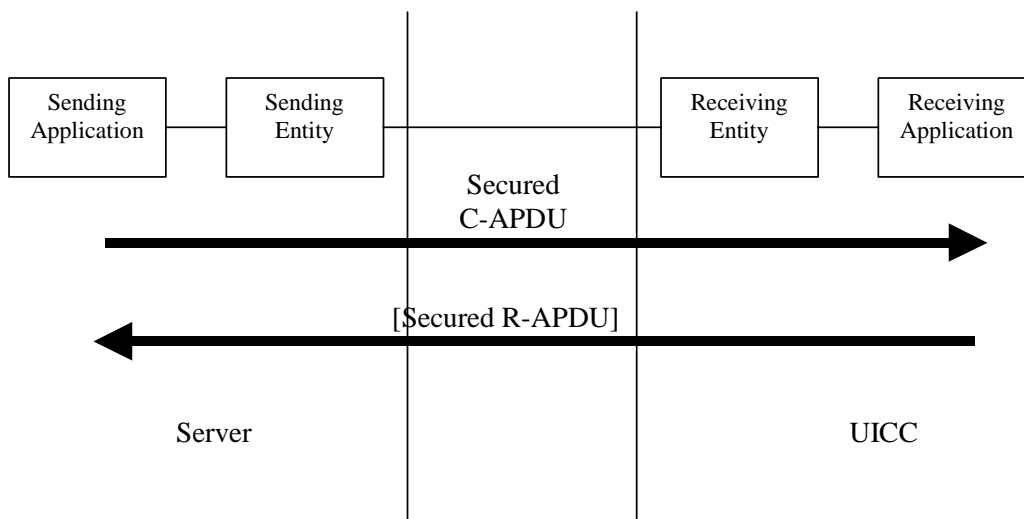 Sending
Application
Sending
Entity
Receiving
Entity
Receiving
Application
Secured
C-APDU
[Secured R-APDU]
Server
UICC